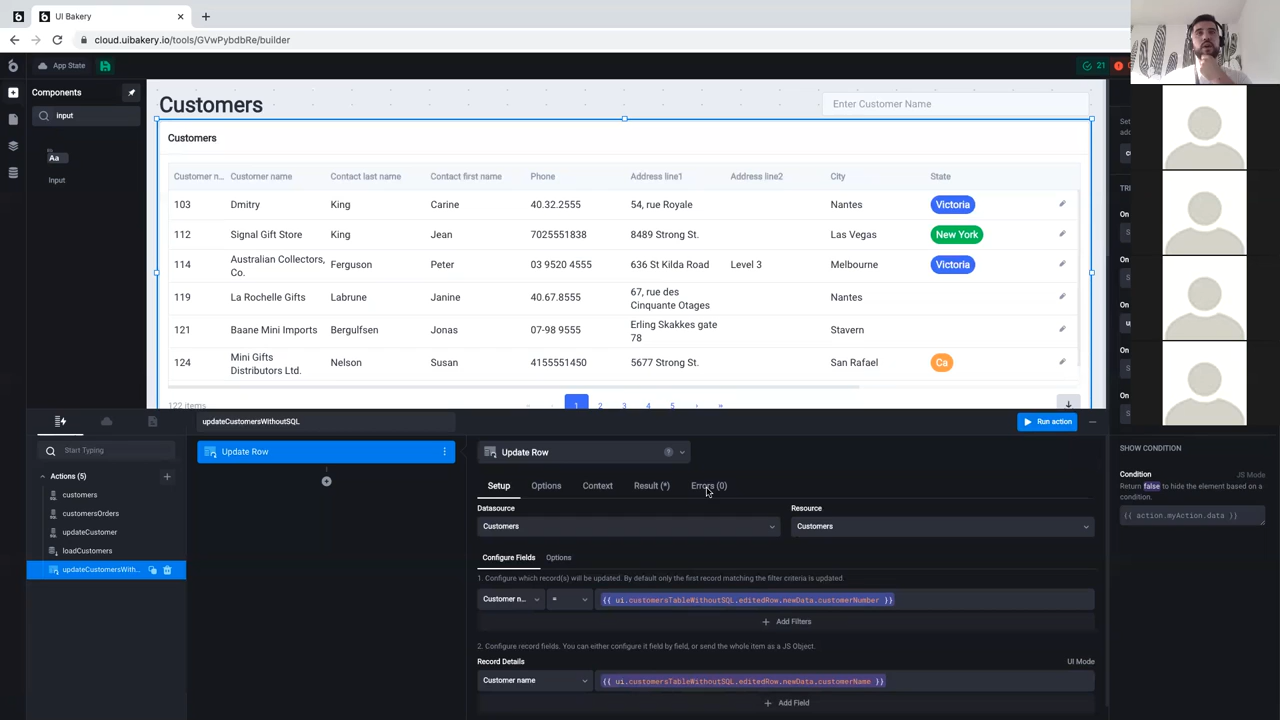 UI Bakery
cloud.uibakery.io/tools/GVwPybdbRe/builder
App State
21
Components
input
Aa
Input
Customers
Enter Customer Name
Customers
Customer n... Customer name Contact last name Contact first name Phone Address line1 Address line2 City State
103 Dmitry King Carine 40.32.2555 54, rue Royale Nantes Victoria
112 Signal Gift Store King Jean 7025551838 8489 Strong St. Las Vegas New York
114 Australian Collectors, Co. Ferguson Peter 03 9520 4555 636 St Kilda Road Level 3 Melbourne Victoria
119 La Rochelle Gifts Labrune Janine 40.67.8555 67, rue des Cinquante Otages Nantes
121 Baane Mini Imports Bergulfsen Jonas 07-98 9555 Erling Skakkes gate 78 Stavern
124 Mini Gifts Distributors Ltd. Nelson Susan 4155551450 5677 Strong St. San Rafael Ca
122 items
1 2 3 4 5
updateCustomersWithoutSQL
Run action
Start Typing
Actions (5)
customers
customersOrders
updateCustomer
loadCustomers
updateCustomersWith...
Update Row
Update Row
Setup Options Context Result (*) Errors (0)
Datasource Resource
Customers Customers
Configure Fields Options
1. Configure which record(s) will be updated. By default only the first record matching the filter criteria is updated.
Customer n... = {{ ui.customersTableWithoutSQL.editedRow.newData.customerNumber }}
Add Filters
2. Configure record fields. You can either configure it field by field, or send the whole item as a JS Object.
Record Details UI Mode
Customer name {{ ui.customersTableWithoutSQL.editedRow.newData.customerName }}
Add Field
SHOW CONDITION
Condition JS Mode
Return false to hide the element based on a condition.
{{ action.myAction.data }}